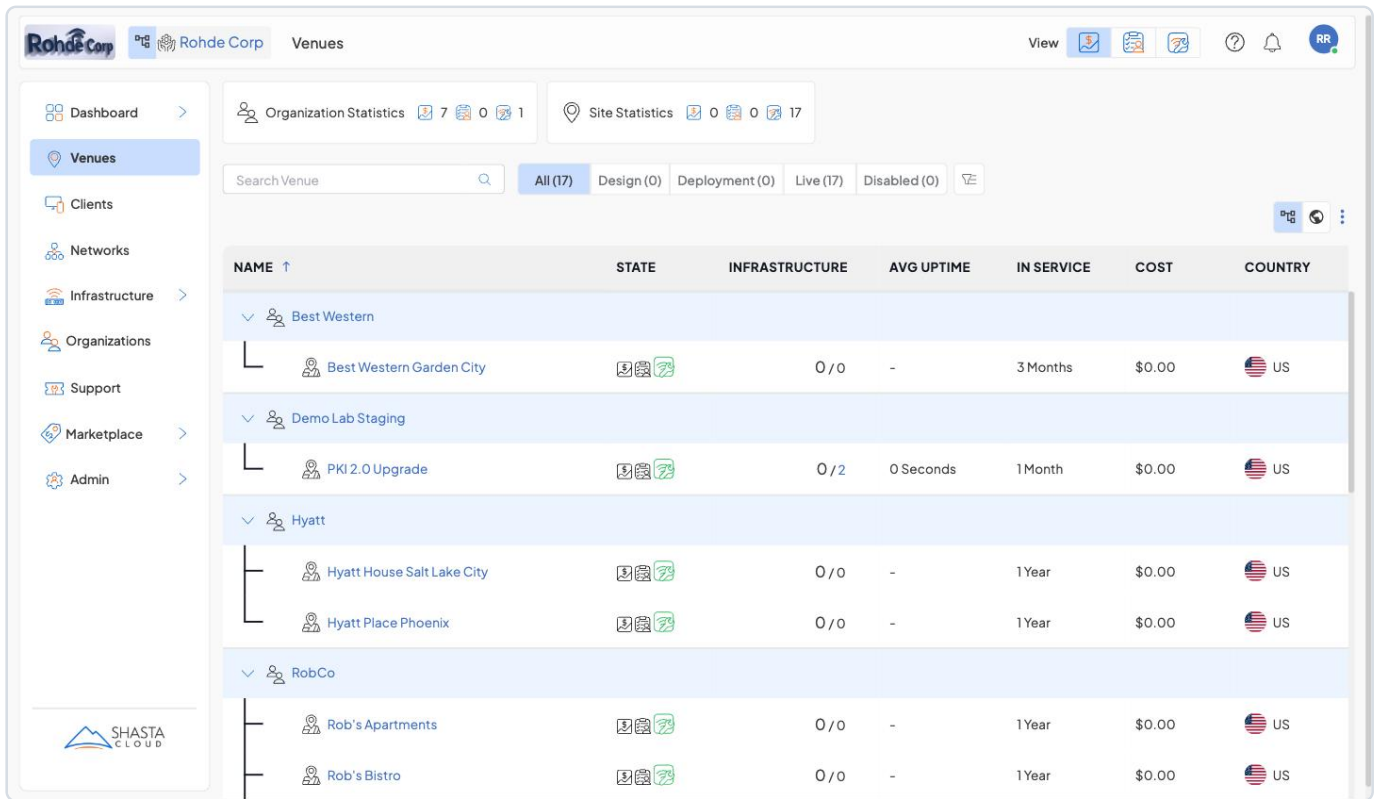 Rohde Corp Rohde Corp Venues View RR
Dashboard
Venues
Clients
Networks
Infrastructure
Organizations
Support
Marketplace
Admin
SHASTA
CLOUD
Organization Statistics 7 0 1 Site Statistics 0 0 17
Search Venue All (17) Design (0) Deployment (0) Live (17) Disabled (0)
NAME ↑ STATE INFRASTRUCTURE AVG UPTIME IN SERVICE COST COUNTRY
Best Western
Best Western Garden City 0/0 - 3 Months $0.00 US
Demo Lab Staging
PKI 2.0 Upgrade 0/2 0 Seconds 1 Month $0.00 US
Hyatt
Hyatt House Salt Lake City 0/0 - 1 Year $0.00 US
Hyatt Place Phoenix 0/0 - 1 Year $0.00 US
RobCo
Rob's Apartments 0/0 - 1 Year $0.00 US
Rob's Bistro 0/0 - 1 Year $0.00 US